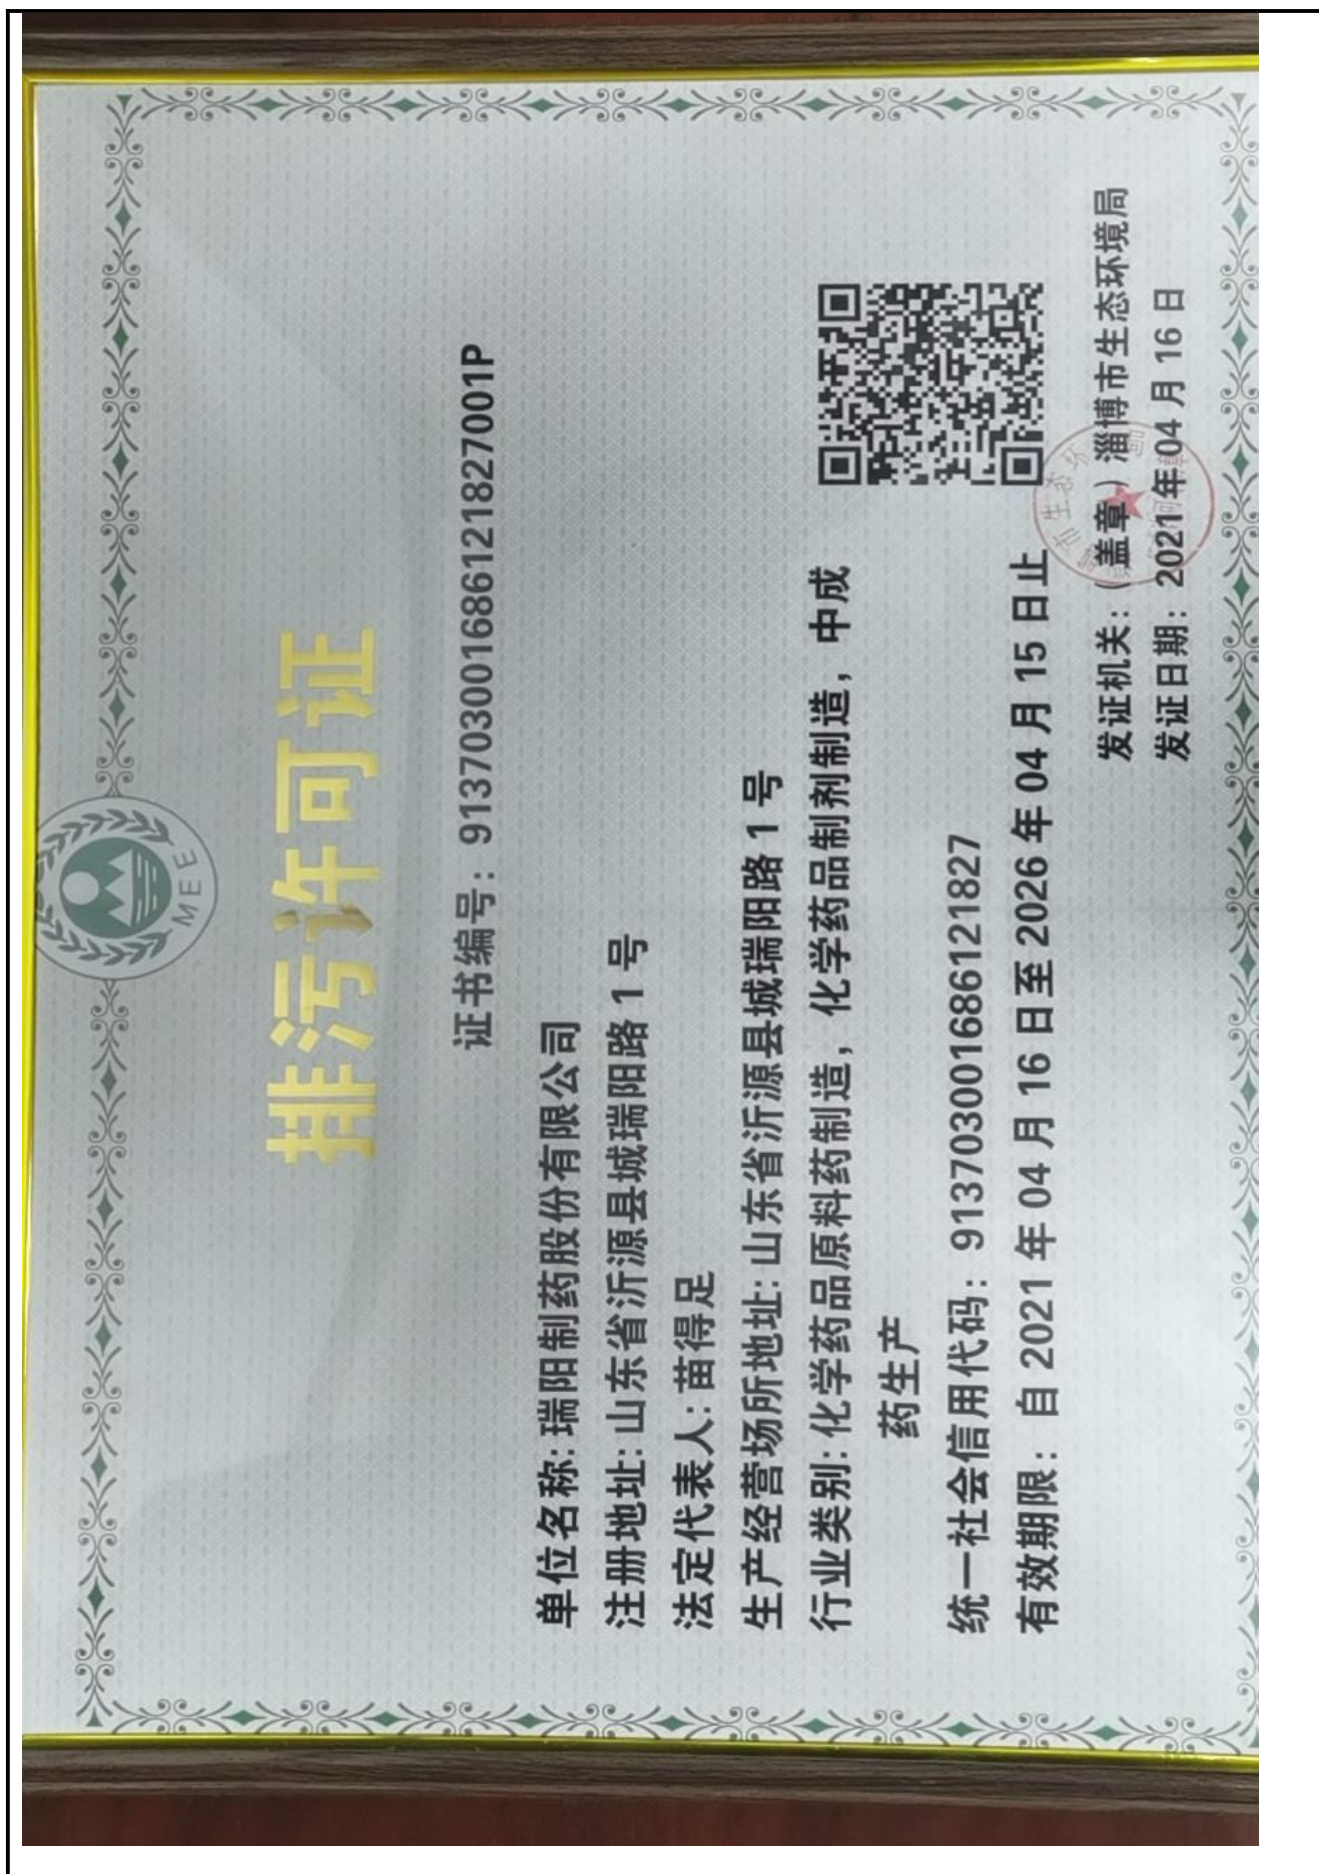 MEE
排污许可证
证书编号：913703001686121827001P
单位名称:瑞阳制药股份有限公司
注册地址:山东省沂源县城瑞阳路1号
法定代表人:苗得足
生产经营场所地址:山东省沂源县城瑞阳路1号
行业类别:化学药品原料药制造，化学药品制剂制造，中成
药生产
统一社会信用代码：913703001686121827
有效期限：自2021年04月16日至2026年04月15日止
发证机关：（盖章）淄博市生态环境局
发证日期：2021年04月16日